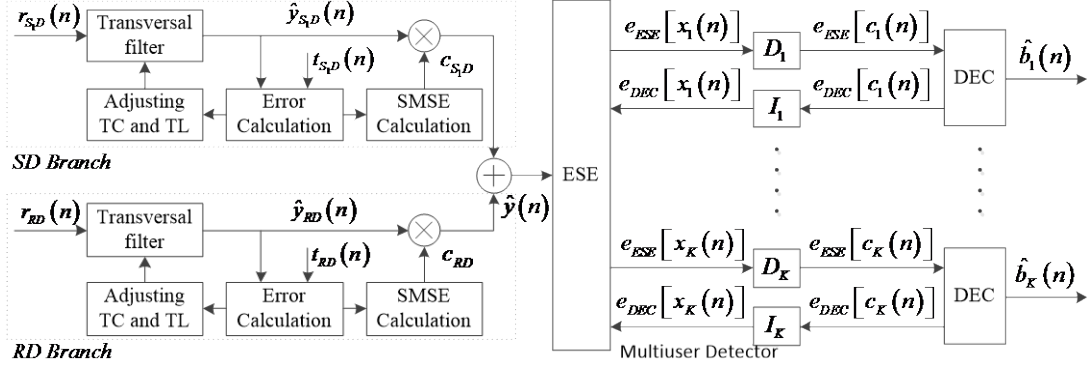 r_{S_1D}(n)
Transversal filter
ŷ_{S_1D}(n)
t_{S_1D}(n)
c_{S_1D}
Adjusting TC and TL
Error Calculation
SMSE Calculation
SD Branch
r_{RD}(n)
Transversal filter
ŷ_{RD}(n)
t_{RD}(n)
c_{RD}
Adjusting TC and TL
Error Calculation
SMSE Calculation
RD Branch
ŷ(n)
ESE
e_{ESE}[x_1(n)]
D_1
e_{ESE}[c_1(n)]
e_{DEC}[x_1(n)]
I_1
e_{DEC}[c_1(n)]
DEC
b̂_1(n)
e_{ESE}[x_K(n)]
D_K
e_{ESE}[c_K(n)]
e_{DEC}[x_K(n)]
I_K
e_{DEC}[c_K(n)]
DEC
b̂_K(n)
Multiuser Detector